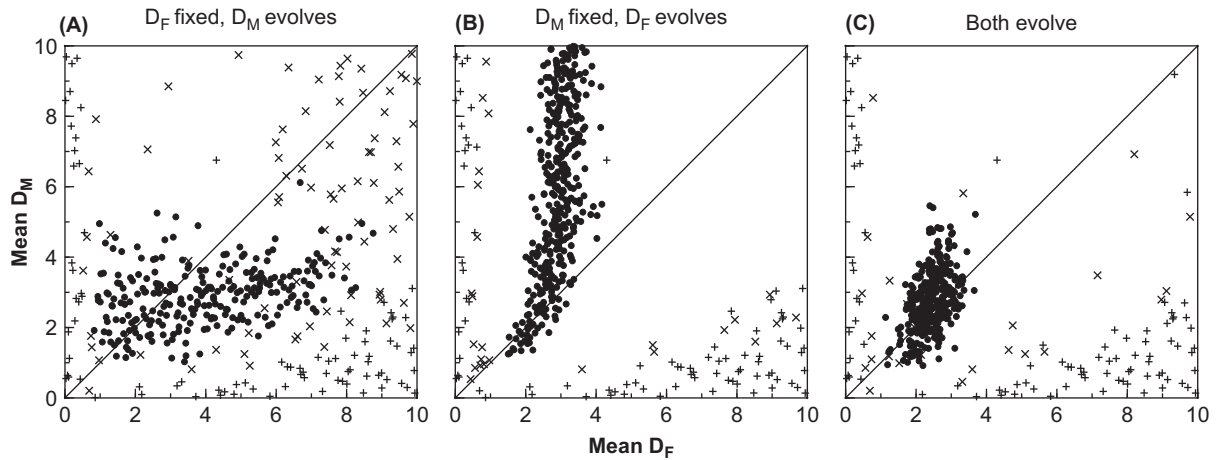 (A) D_F fixed, D_M evolves
(B) D_M fixed, D_F evolves
(C) Both evolve
10
8
6
4
2
0
Mean D_M
0 2 4 6 8 10
0 2 4 6 8 10
0 2 4 6 8 10
Mean D_F